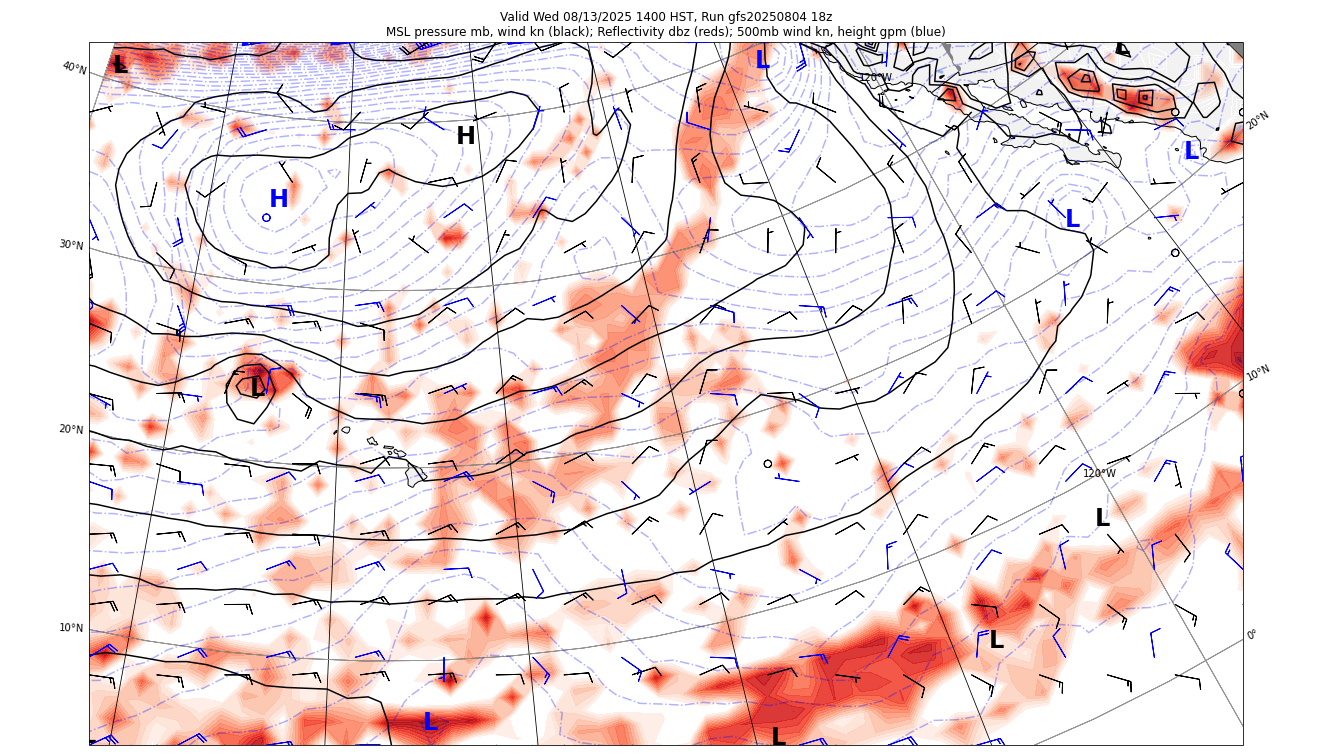 Valid Wed 08/13/2025 1400 HST, Run gfs20250804 18z
MSL pressure mb, wind kn (black); Reflectivity dbz (reds); 500mb wind kn, height gpm (blue)
40°N
L
L
120°W
L
20°N
H
L
H
L
30°N
10°N
L
20°N
120°W
L
10°N
0°
L
L
L